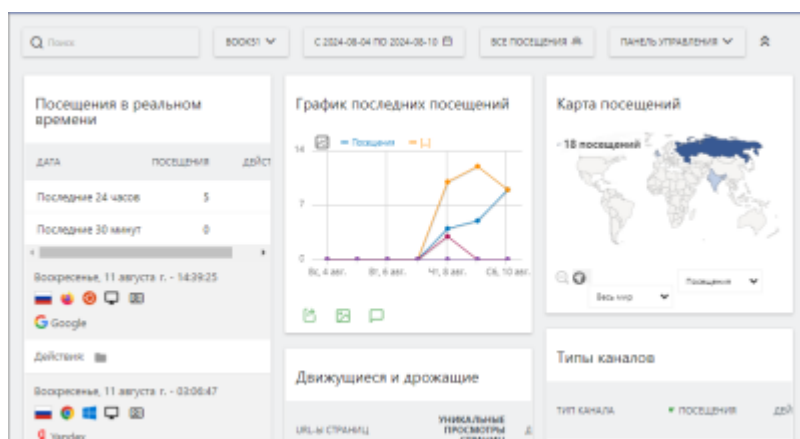 Поиск
BOOK51
С 2024-08-04 ПО 2024-08-10
ВСЕ ПОСЕЩЕНИЯ
ПАНЕЛЬ УПРАВЛЕНИЯ
Посещения в реальном
времени
ДАТА ПОСЕЩЕНИЯ ДЕЙСТ
Последние 24 часов 5
Последние 30 минут 0
Воскресенье, 11 августа г. - 14:39:25
Google
Действия:
Воскресенье, 11 августа г. - 03:06:47
Yandex
График последних посещений
Посещения [...]
14
7
0
Вс, 4 авг. Вт, 6 авг. Чт, 8 авг. Сб, 10 авг.
Движущиеся и дрожащие
URL-Ы СТРАНИЦ
УНИКАЛЬНЫЕ
ПРОСМОТРЫ
Карта посещений
- 18 посещений
Посещения
Весь мир
Типы каналов
ТИП КАНАЛА ПОСЕЩЕНИЯ ДЕЙ